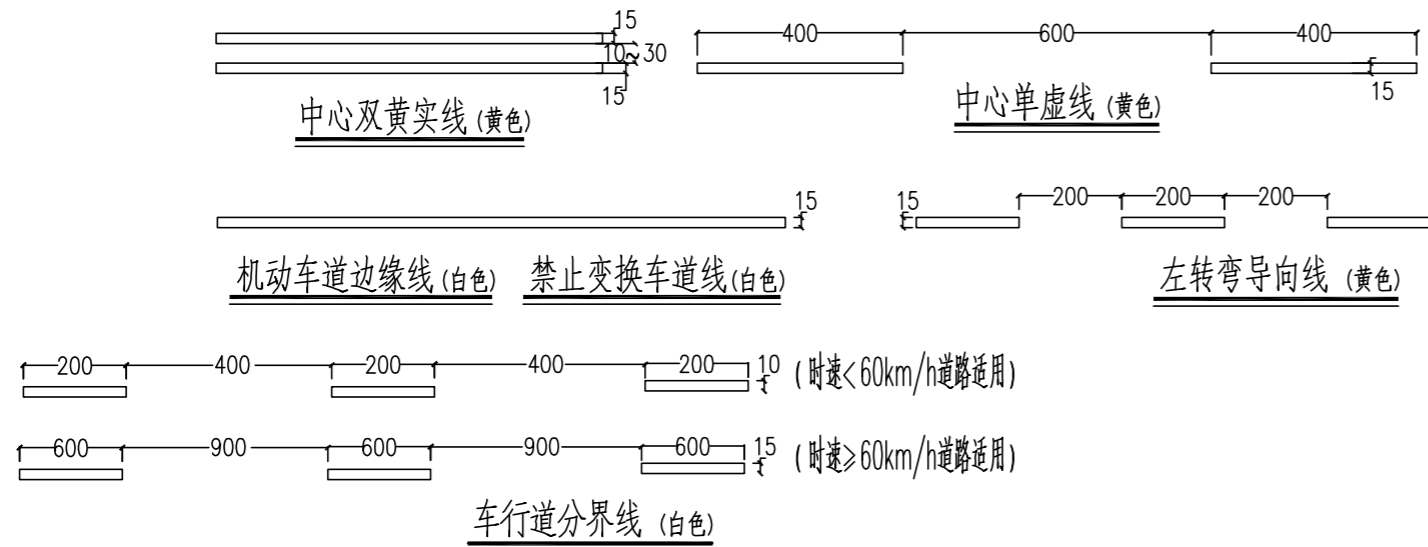 15
10~30
15
中心双黄实线 (黄色)
400 600 400
15
中心单虚线 (黄色)
15
机动车道边缘线 (白色) 禁止变换车道线(白色)
15 200 200 200
左转弯导向线 (黄色)
200 400 200 400 200 10 (时速<60km/h道路适用)
600 900 600 900 600 15 (时速≥60km/h道路适用)
车行道分界线 (白色)